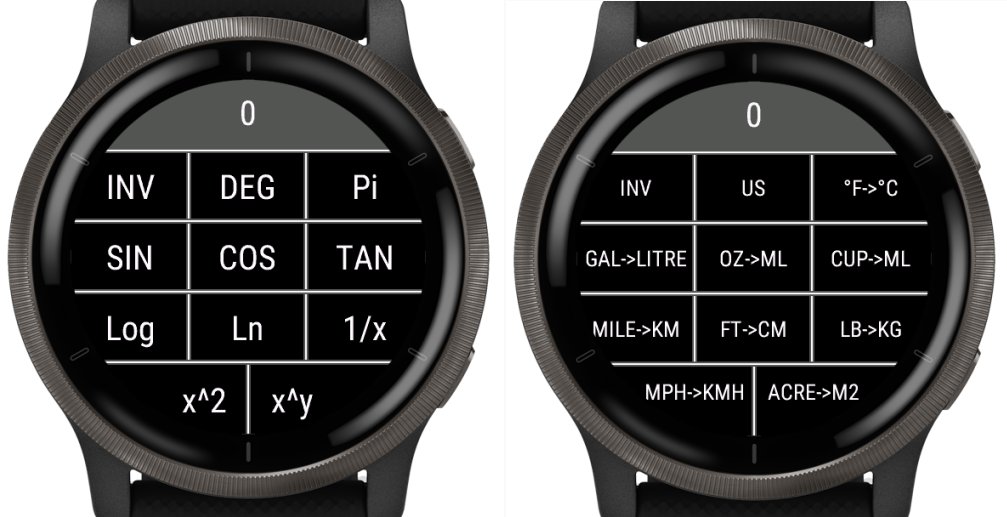 0
INV DEG Pi
SIN COS TAN
Log Ln 1/x
x^2 x^y
0
INV US °F->°C
GAL->LITRE OZ->ML CUP->ML
MILE->KM FT->CM LB->KG
MPH->KMH ACRE->M2